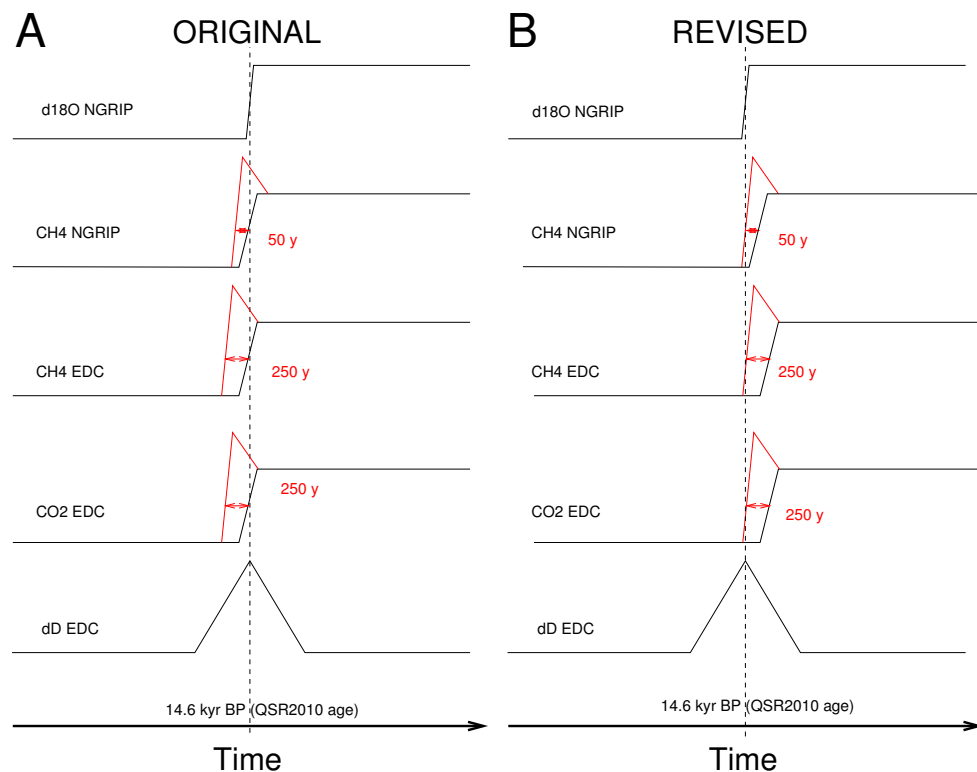 A
ORIGINAL
d18O NGRIP
CH4 NGRIP
50 y
CH4 EDC
250 y
CO2 EDC
250 y
dD EDC
14.6 kyr BP (QSR2010 age)
Time
B
REVISED
d18O NGRIP
CH4 NGRIP
50 y
CH4 EDC
250 y
CO2 EDC
250 y
dD EDC
14.6 kyr BP (QSR2010 age)
Time